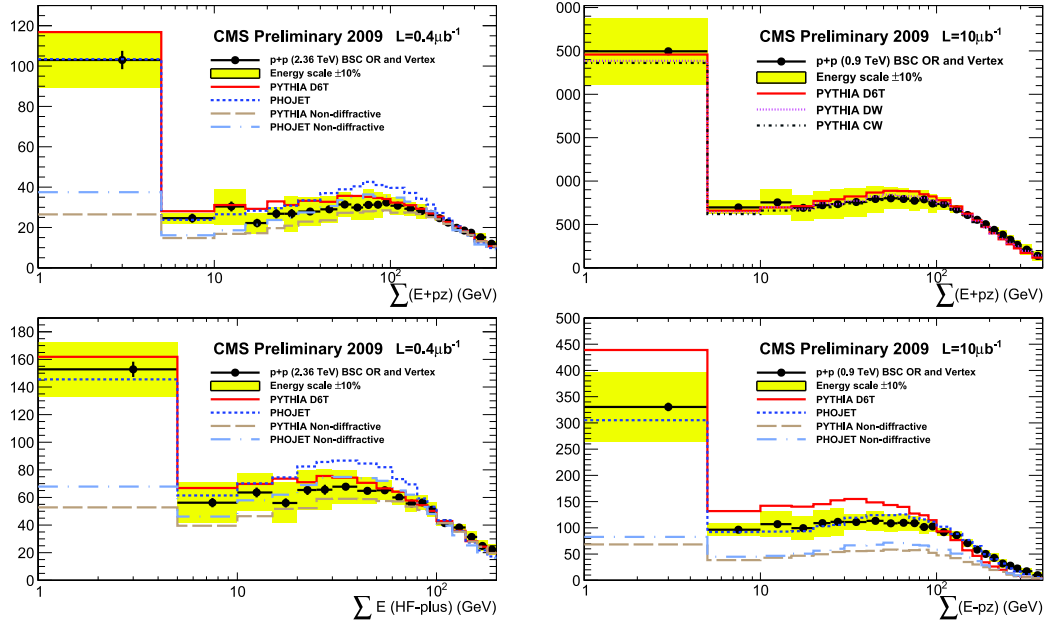 CMS Preliminary 2009 L=0.4μb⁻¹
p+p (2.36 TeV) BSC OR and Vertex
Energy scale ±10%
PYTHIA D6T
PHOJET
PYTHIA Non-diffractive
PHOJET Non-diffractive
120
100
80
60
40
20
0
1 10 10²
∑(E+pz) (GeV)
CMS Preliminary 2009 L=10μb⁻¹
p+p (0.9 TeV) BSC OR and Vertex
Energy scale ±10%
PYTHIA D6T
PYTHIA DW
PYTHIA CW
000
500
000
500
000
0
1 10 10²
∑(E+pz) (GeV)
CMS Preliminary 2009 L=0.4μb⁻¹
p+p (2.36 TeV) BSC OR and Vertex
Energy scale ±10%
PYTHIA D6T
PHOJET
PYTHIA Non-diffractive
PHOJET Non-diffractive
180
160
140
120
100
80
60
40
20
0
1 10 10²
∑ E (HF-plus) (GeV)
CMS Preliminary 2009 L=10μb⁻¹
p+p (0.9 TeV) BSC OR and Vertex
Energy scale ±10%
PYTHIA D6T
PHOJET
PYTHIA Non-diffractive
PHOJET Non-diffractive
500
450
400
350
300
250
200
150
100
50
0
1 10 10²
∑(E-pz) (GeV)